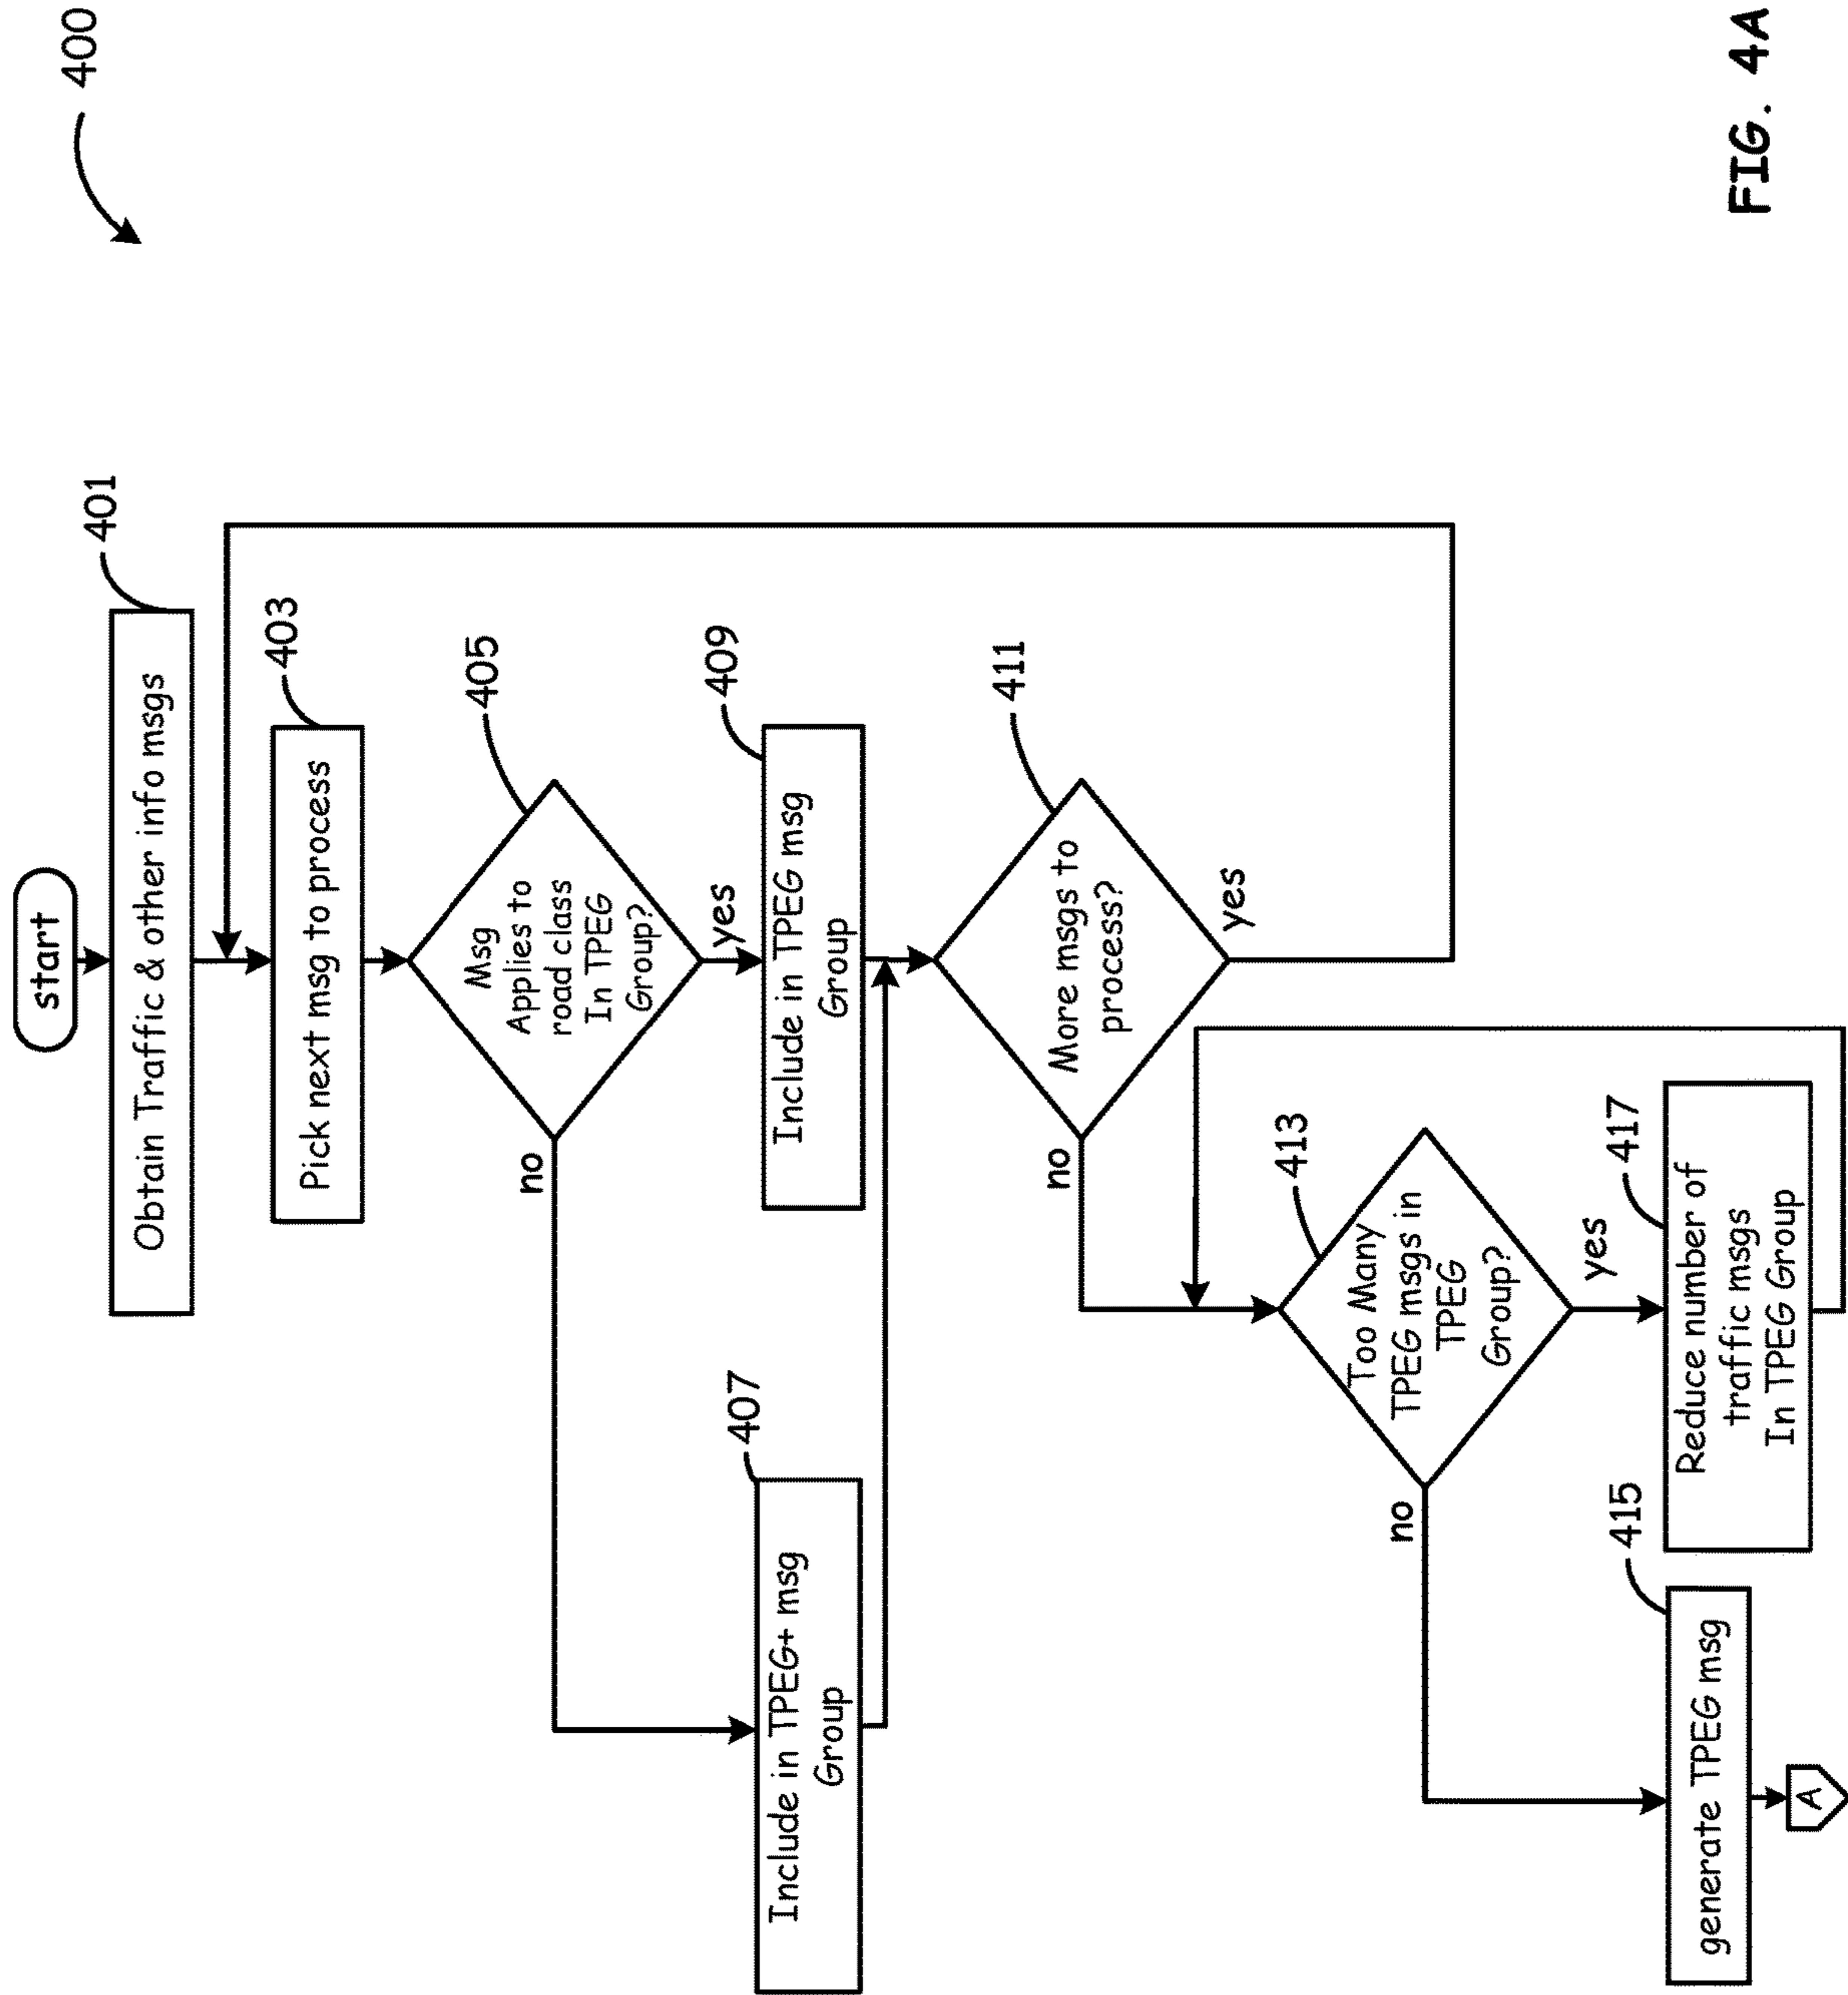 400
start
401
Obtain Traffic & other info msgs
403
Pick next msg to process
405
Msg
Applies to
road class
In TPEG
Group?
no
yes
407
Include in TPEG+ msg
Group
409
Include in TPEG msg
Group
411
More msgs to
process?
no
yes
413
Too Many
TPEG msgs in
TPEG
Group?
no
yes
415
generate TPEG msg
417
Reduce number of
traffic msgs
In TPEG Group
A
FIG. 4A